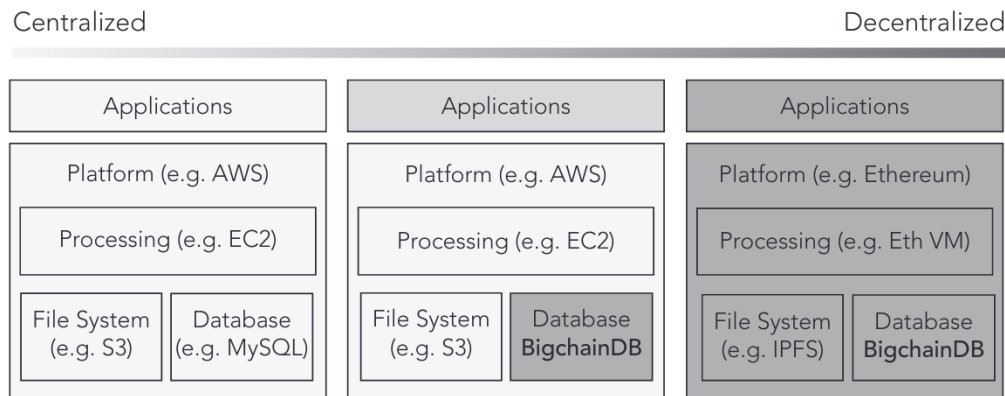 Centralized
Decentralized
Applications
Platform (e.g. AWS)
Processing (e.g. EC2)
File System
(e.g. S3)
Database
(e.g. MySQL)
Applications
Platform (e.g. AWS)
Processing (e.g. EC2)
File System
(e.g. S3)
Database
BigchainDB
Applications
Platform (e.g. Ethereum)
Processing (e.g. Eth VM)
File System
(e.g. IPFS)
Database
BigchainDB